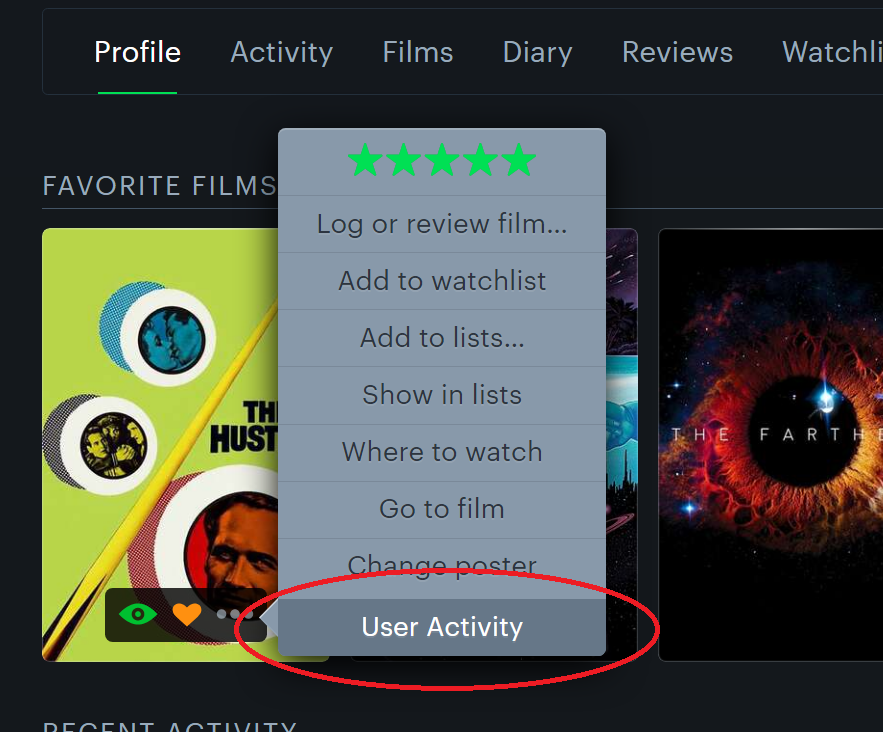 Profile Activity Films Diary Reviews Watchli
FAVORITE FILMS
Log or review film...
Add to watchlist
Add to lists...
Show in lists
Where to watch
Go to film
Change poster
User Activity
TH
HUST
THE FARTHE
RECENT ACTIVITY